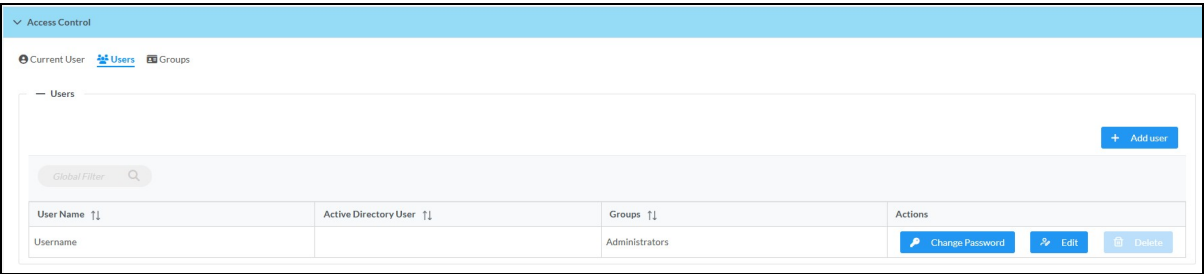 Access Control
Current User Users Groups
Users
+ Add user
Global Filter
User Name Active Directory User Groups Actions
Username Administrators Change Password Edit Delete